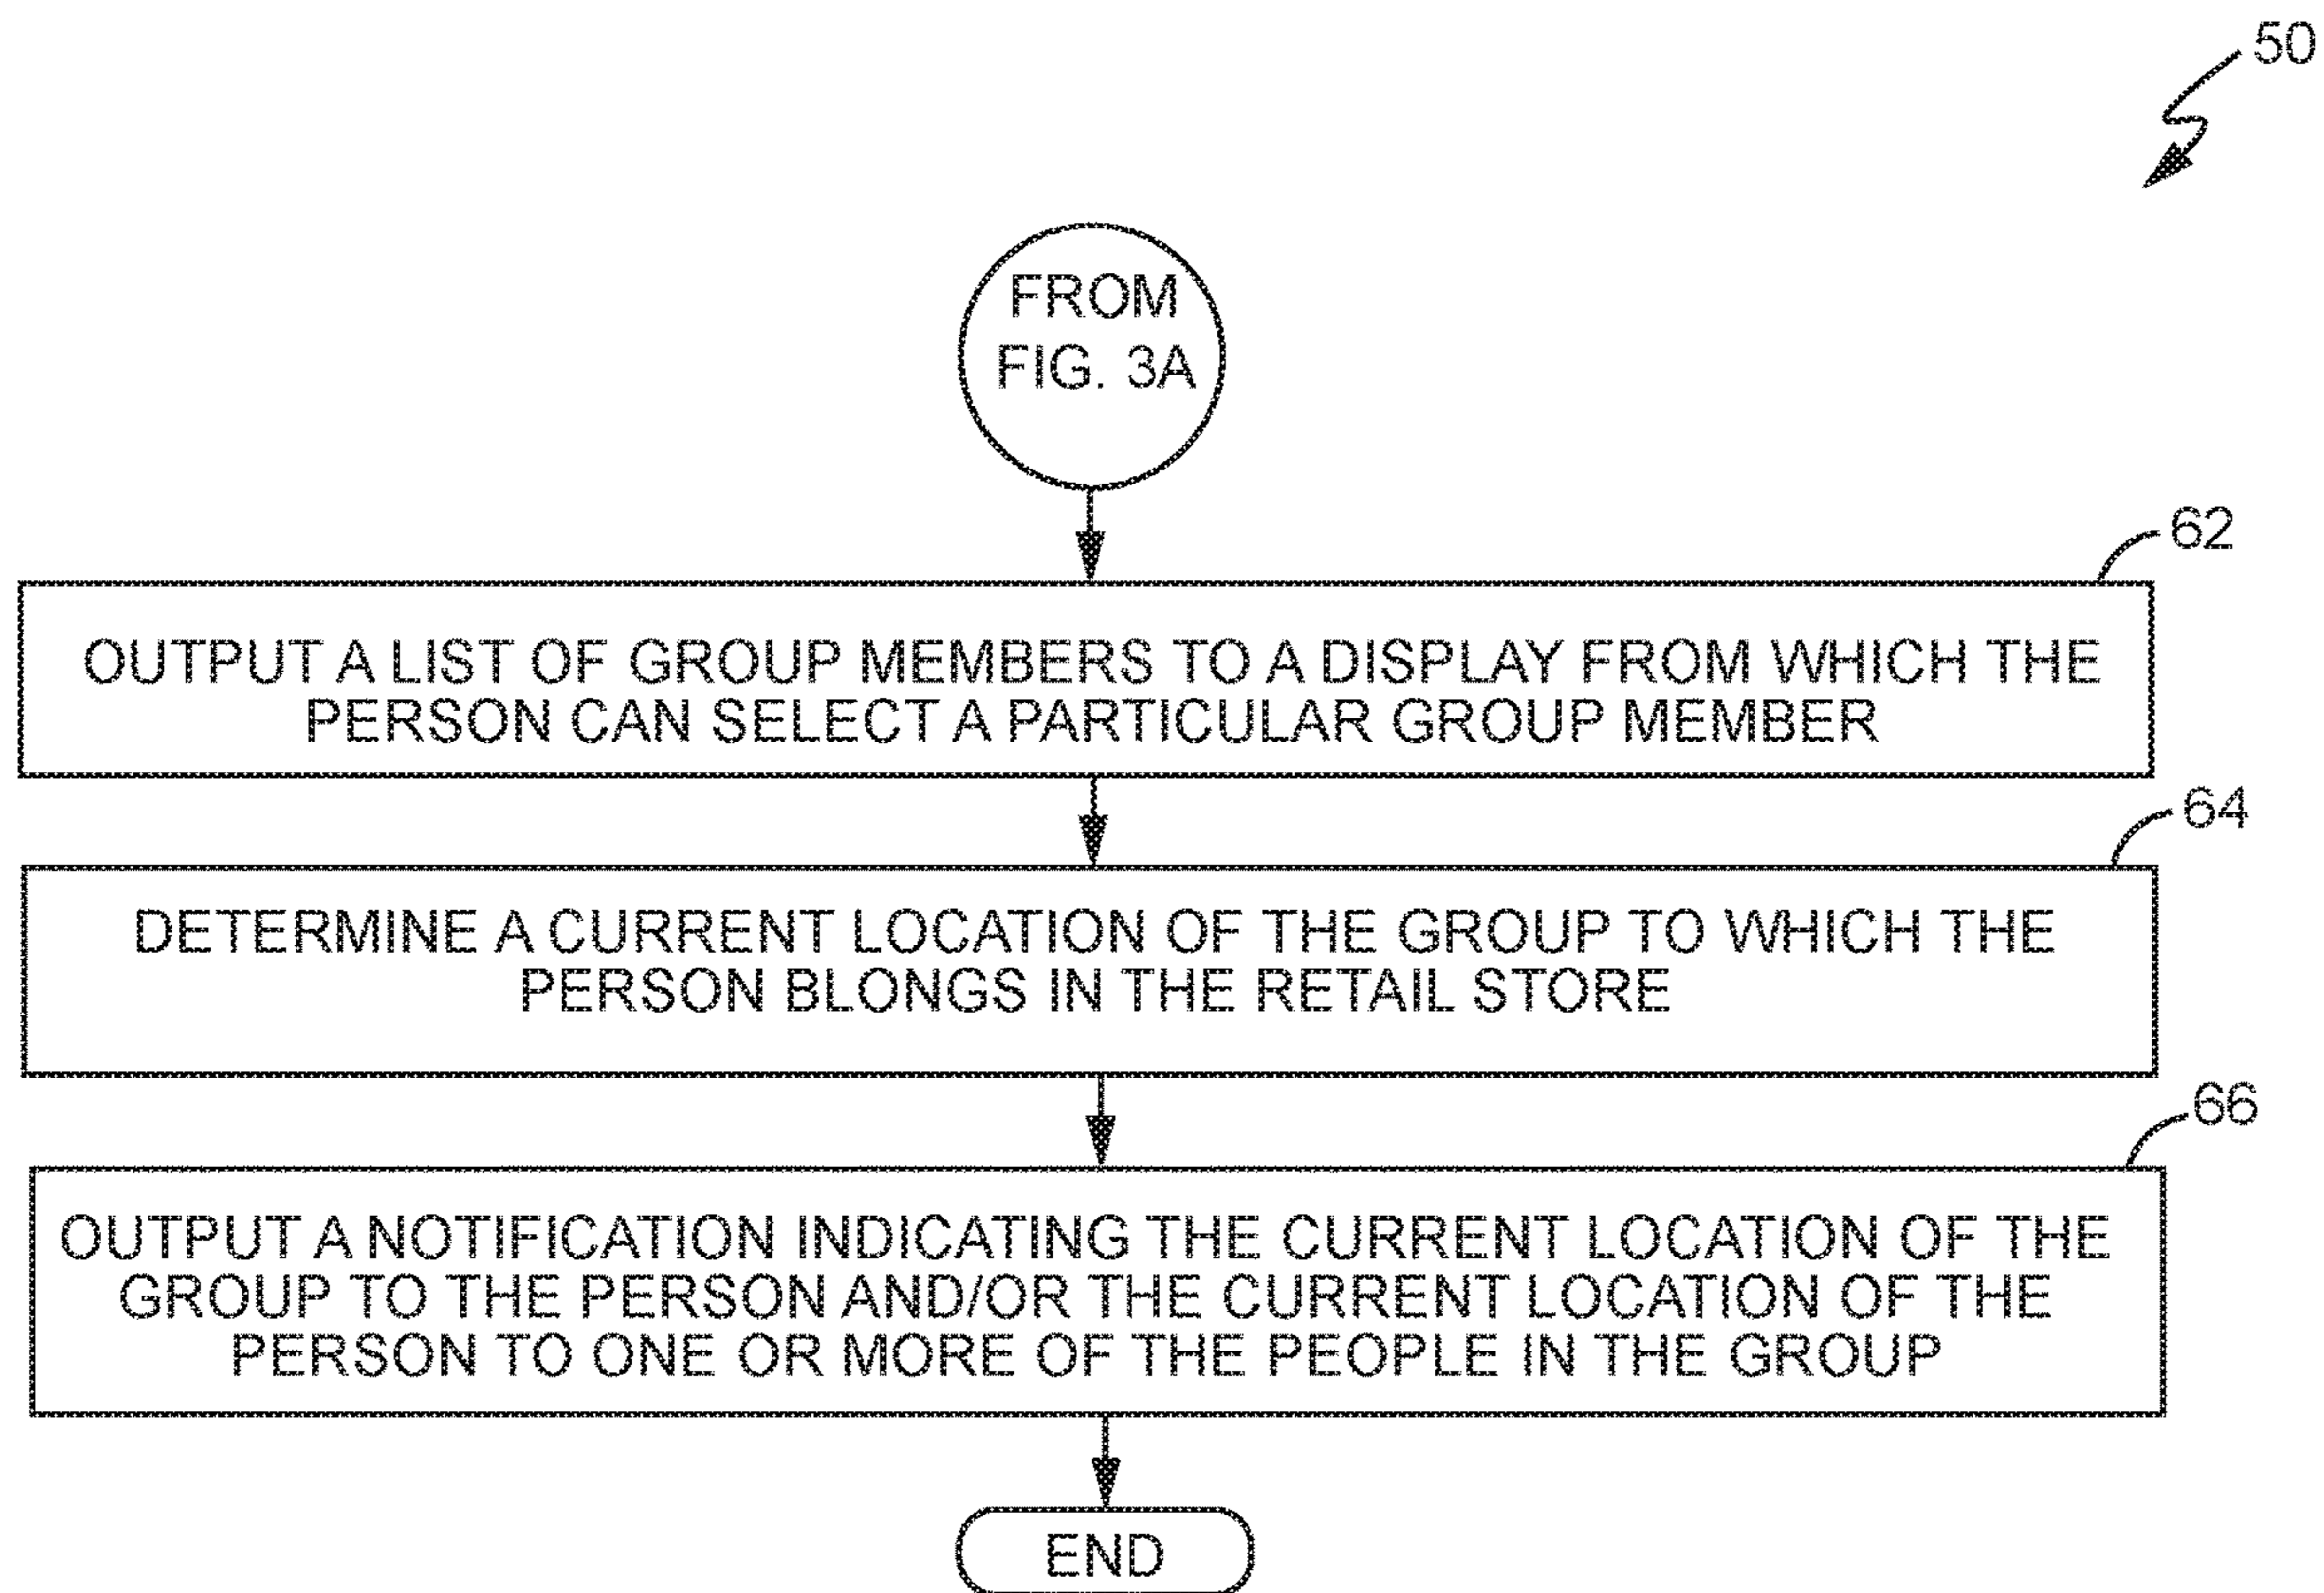 50
FROM
FIG. 3A
62
OUTPUT A LIST OF GROUP MEMBERS TO A DISPLAY FROM WHICH THE
PERSON CAN SELECT A PARTICULAR GROUP MEMBER
64
DETERMINE A CURRENT LOCATION OF THE GROUP TO WHICH THE
PERSON BLONGS IN THE RETAIL STORE
66
OUTPUT A NOTIFICATION INDICATING THE CURRENT LOCATION OF THE
GROUP TO THE PERSON AND/OR THE CURRENT LOCATION OF THE
PERSON TO ONE OR MORE OF THE PEOPLE IN THE GROUP
END